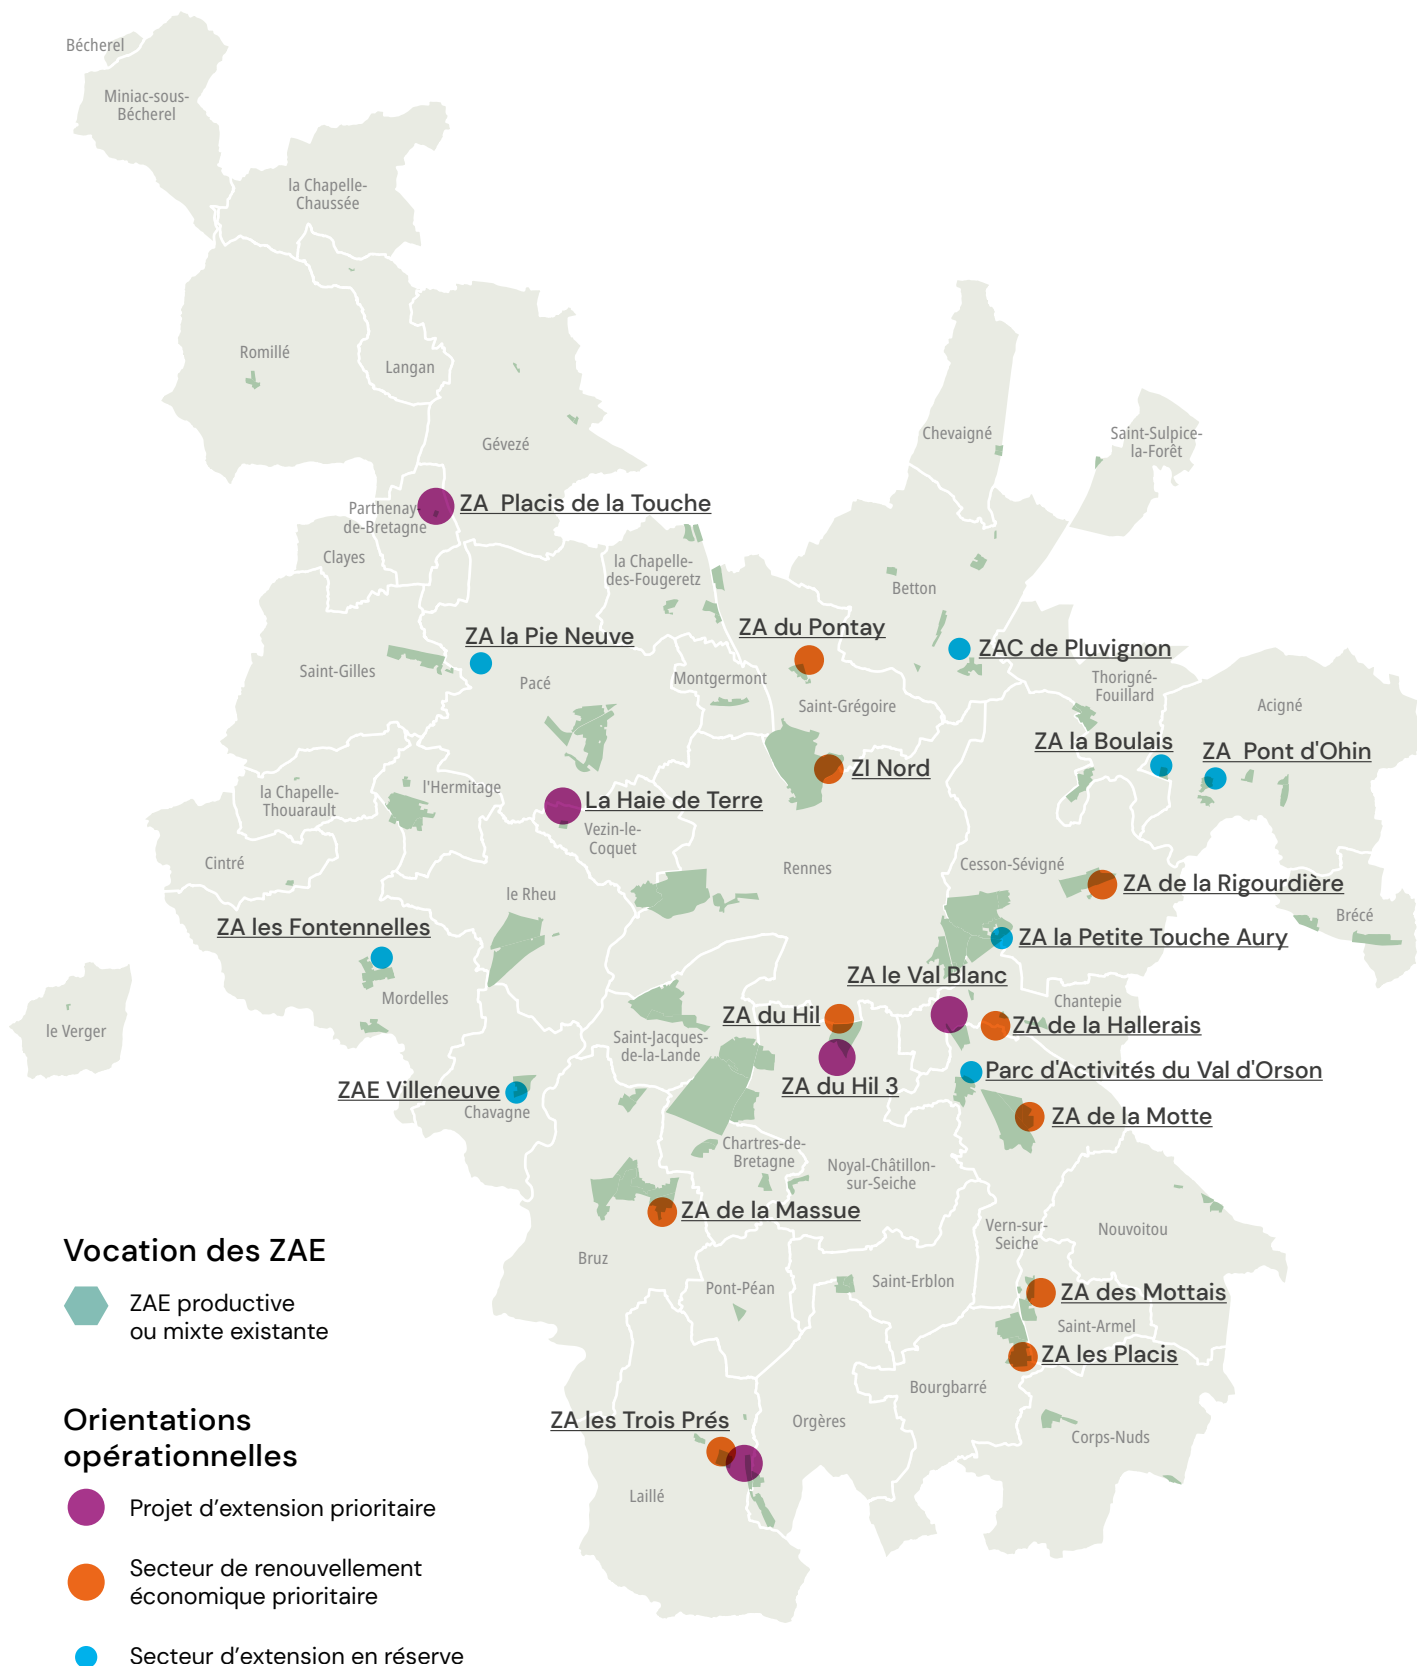 Bécherel
Miniac-sous-
Bécherel
la Chapelle-
Chaussée
Romillé
Langan
Gévezé
Chevaigné
Saint-Sulpice-
la-Forêt
ZA  Placis de la Touche
Parthenay-
de-Bretagne
Clayes
la Chapelle-
des-Fougeretz
Betton
ZA la Pie Neuve
ZA du Pontay
ZAC de Pluvignon
Saint-Gilles
Pacé
Montgermont
Saint-Grégoire
Thorigné-
Fouillard
Acigné
ZA la Boulais
ZA  Pont d'Ohin
ZI Nord
la Chapelle-
Thouarault
l'Hermitage
La Haie de Terre
Vezin-le-
Coquet
Cintré
Rennes
Cesson-Sévigné
ZA de la Rigourdière
le Rheu
Brécé
ZA les Fontennelles
ZA la Petite Touche Aury
ZA le Val Blanc
Mordelles
Chantepie
le Verger
ZA du Hil
ZA de la Hallerais
Saint-Jacques-
de-la-Lande
Parc d'Activités du Val d'Orson
ZA du Hil 3
ZAE Villeneuve
Chavagne
ZA de la Motte
Chartres-de-
Bretagne
Noyal-Châtillon-
sur-Seiche
ZA de la Massue
Vern-sur-
Seiche
Nouvoitou
Bruz
Pont-Péan
Saint-Erblon
ZA des Mottais
Saint-Armel
ZA les Placis
Bourgbarré
ZA les Trois Prés
Orgères
Corps-Nuds
Laillé
Vocation des ZAE
ZAE productive
ou mixte existante
Orientations
opérationnelles
Projet d’extension prioritaire
Secteur de renouvellement
économique prioritaire
Secteur d’extension en réserve